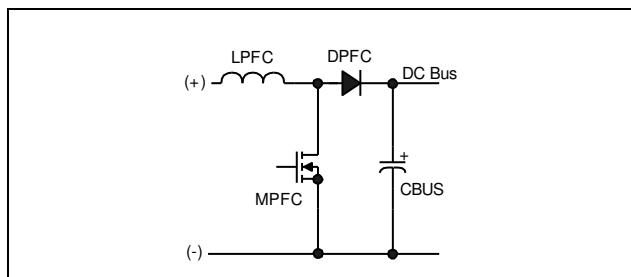 LPFC
DPFC
(+)
DC Bus
+
MPFC
CBUS
(-)